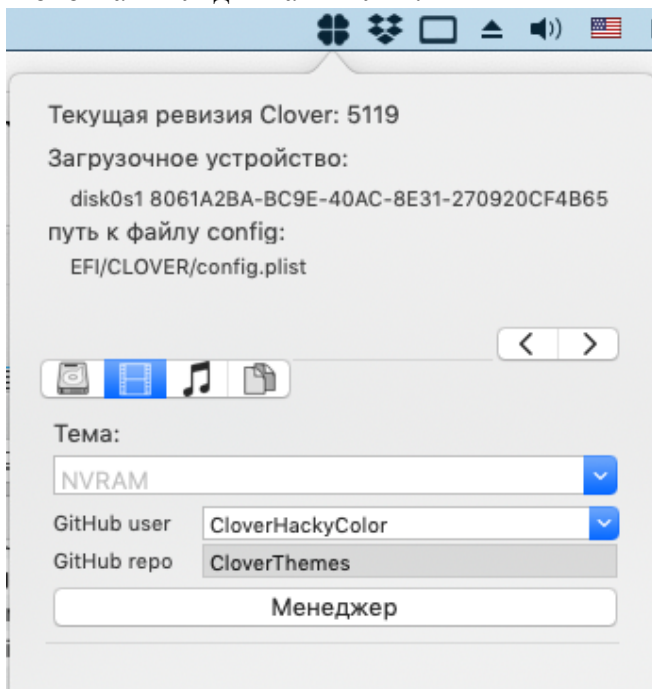 Текущая ревизия Clover: 5119
Загрузочное устройство:
disk0s1 8061A2BA-BC9E-40AC-8E31-270920CF4B65
путь к файлу config:
EFI/CLOVER/config.plist
Тема:
NVRAM
GitHub user CloverHackyColor
GitHub repo CloverThemes
Менеджер